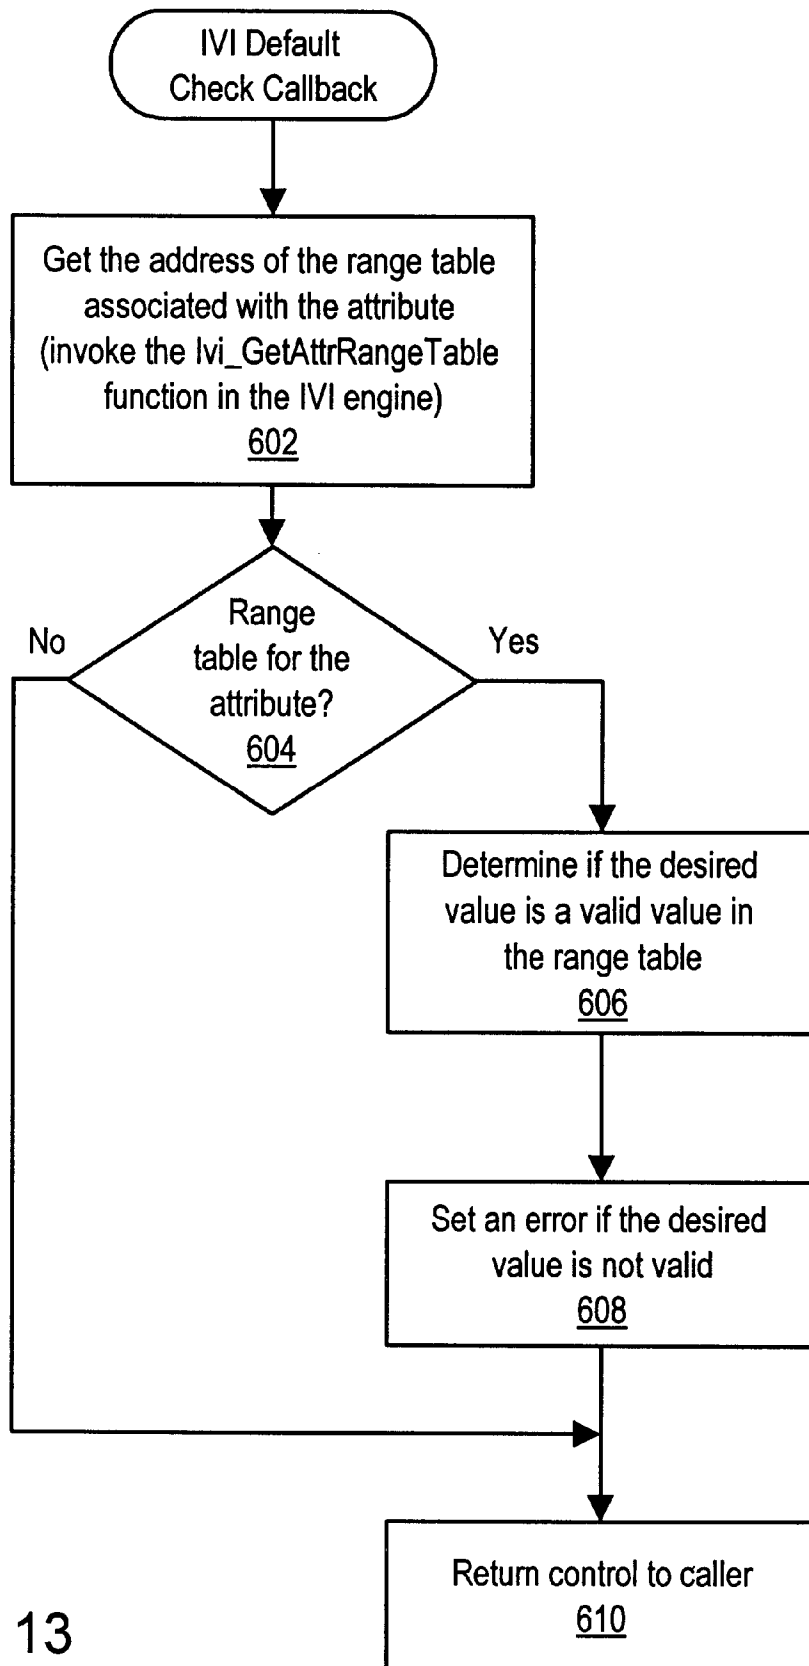 IVI Default
Check Callback
Get the address of the range table
associated with the attribute
(invoke the Ivi_GetAttrRangeTable
function in the IVI engine)
602
Range
table for the
attribute?
604
No
Yes
Determine if the desired
value is a valid value in
the range table
606
Set an error if the desired
value is not valid
608
Return control to caller
610
13